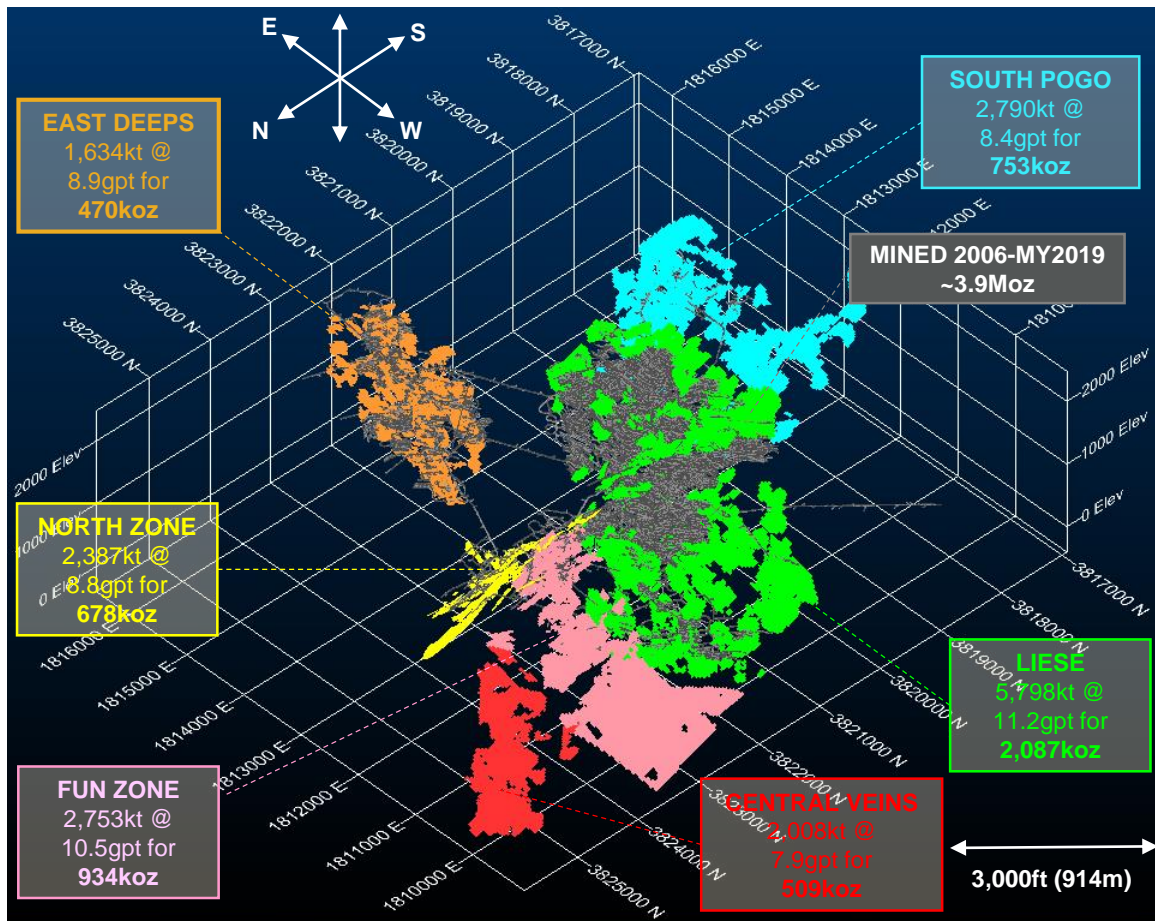 E
S
N
W
EAST DEEPS
1,634kt @
8.9gpt for
470koz
SOUTH POGO
2,790kt @
8.4gpt for
753koz
MINED 2006-MY2019
~3.9Moz
NORTH ZONE
2,387kt @
8.8gpt for
678koz
LIESE
5,798kt @
11.2gpt for
2,087koz
FUN ZONE
2,753kt @
10.5gpt for
934koz
CENTRAL VEINS
2,008kt @
7.9gpt for
509koz
3,000ft (914m)
3817000 N
3818000 N
3819000 N
3820000 N
3821000 N
3822000 N
3823000 N
3824000 N
3825000 N
1816000 E
1815000 E
1814000 E
1813000 E
12000 E
2000 Elev
1000 Elev
0 Elev
2000 Elev
0 Elev
1816000 E
1815000 E
1814000 E
1813000 E
1812000 E
1811000 E
1810000 E
3817000 N
3818000 N
3819000 N
3820000 N
3821000 N
3822000 N
3823000 N
3824000 N
3825000 N